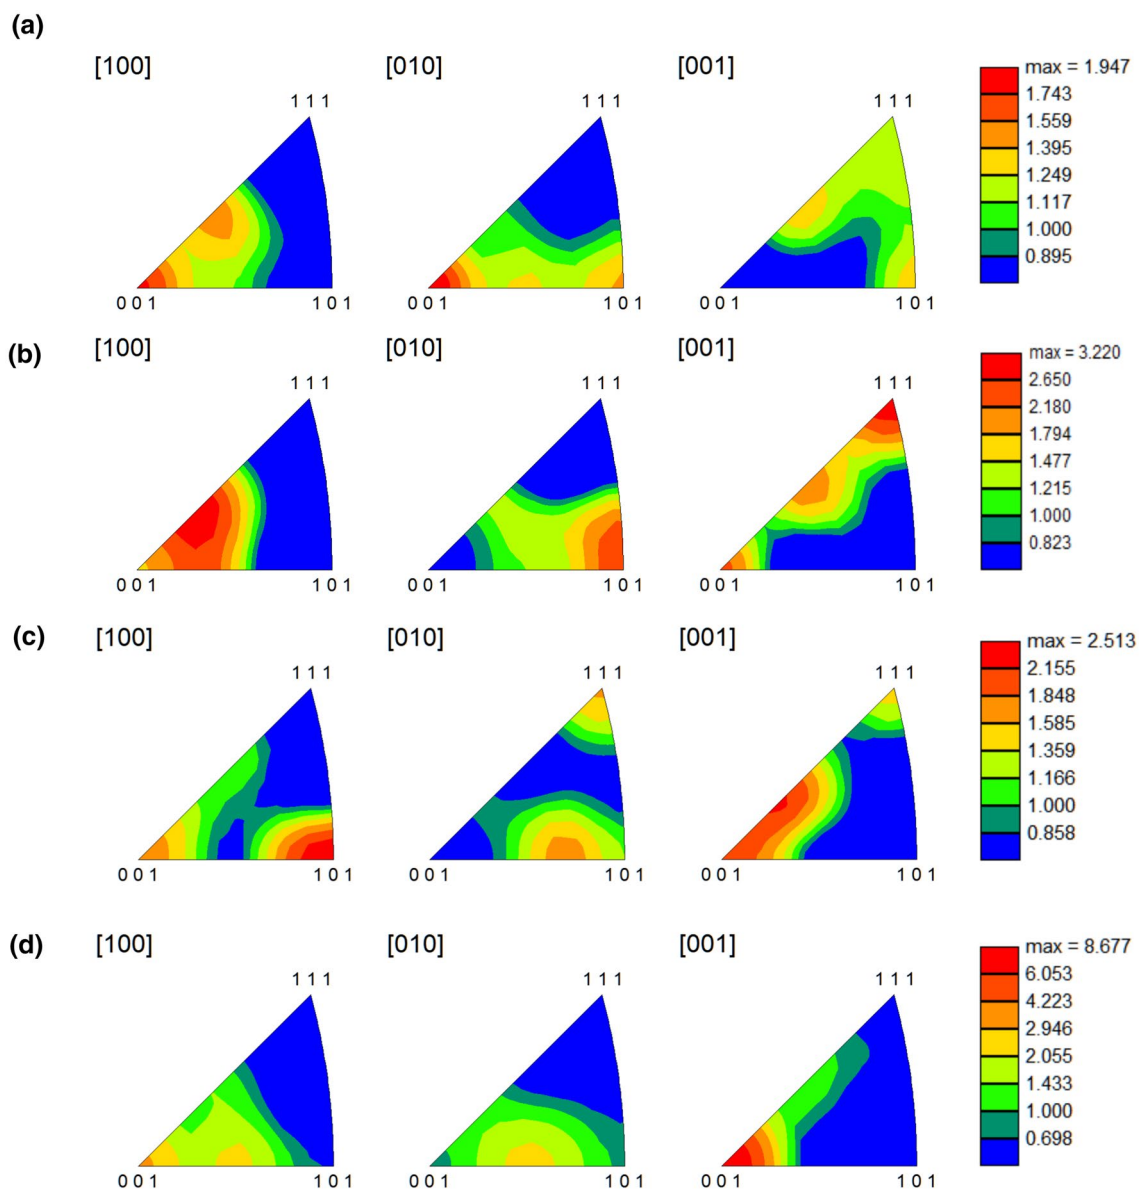 (a)
[100] [010] [001]
max = 1.947
1.743
1 1 1 1 1 1 1 1 1
1.559
1.395
1.249
1.117
1.000
0.895
0 0 1 1 0 1 0 0 1 1 0 1 0 0 1 1 0 1
(b)
[100] [010] [001]
max = 3.220
2.650
1 1 1 1 1 1 1 1 1
2.180
1.794
1.477
1.215
1.000
0.823
0 0 1 1 0 1 0 0 1 1 0 1 0 0 1 1 0 1
(c)
[100] [010] [001]
max = 2.513
2.155
1 1 1 1 1 1 1 1 1
1.848
1.585
1.359
1.166
1.000
0.858
0 0 1 1 0 1 0 0 1 1 0 1 0 0 1 1 0 1
(d)
[100] [010] [001]
max = 8.677
6.053
1 1 1 1 1 1 1 1 1
4.223
2.946
2.055
1.433
1.000
0.698
0 0 1 1 0 1 0 0 1 1 0 1 0 0 1 1 0 1